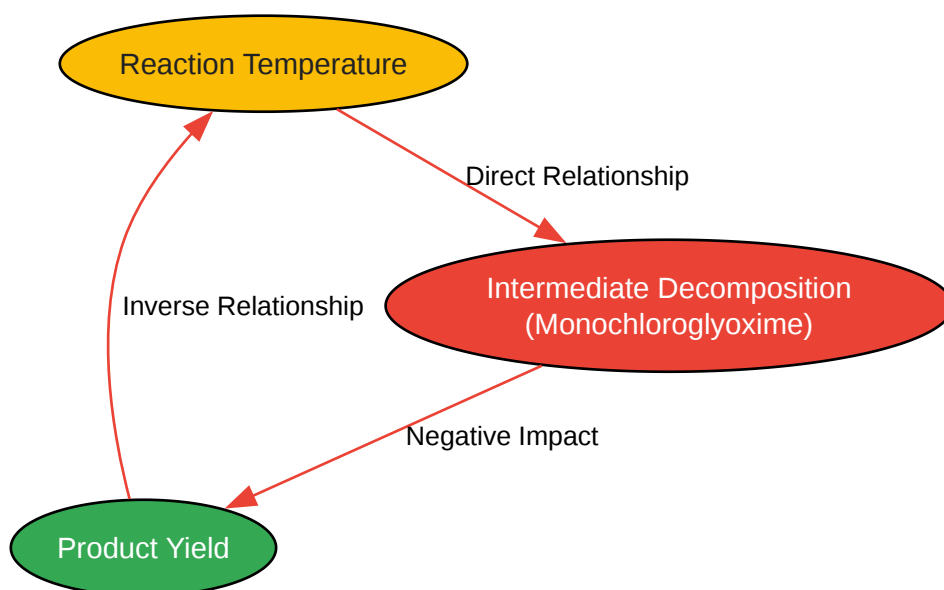 Reaction Temperature
Direct Relationship
Intermediate Decomposition
(Monochloroglyoxime)
Inverse Relationship
Negative Impact
Product Yield